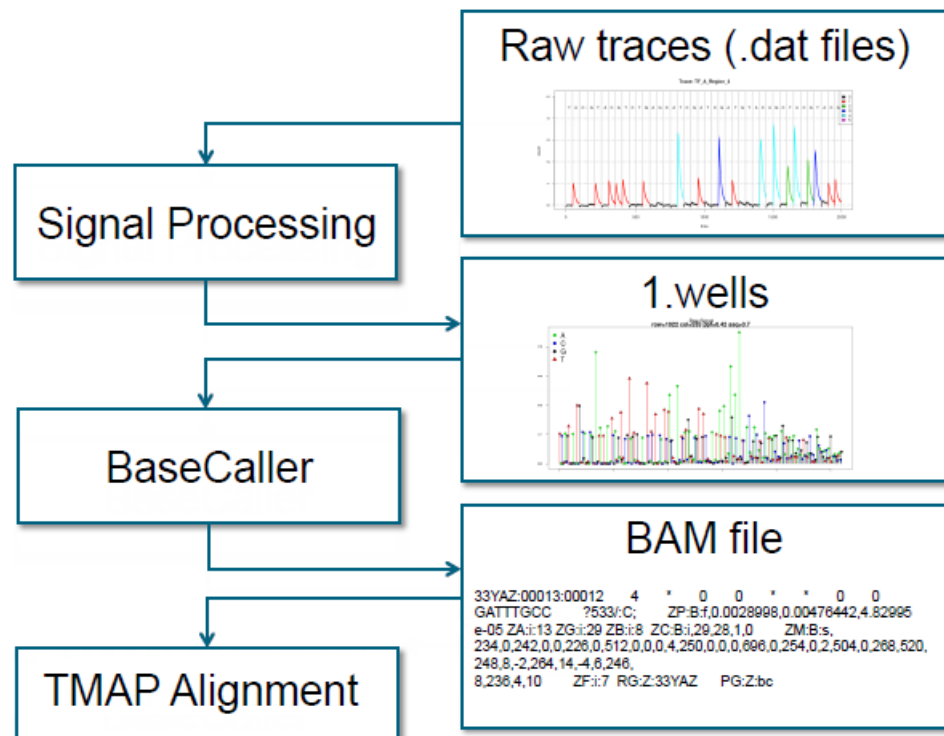 Raw traces (.dat files)
Signal Processing
1.wells
A
C
G
T
BaseCaller
BAM file
33YAZ:00013:00012 4 * 0 0 * * 0 0
GATTTGCC ?533/:C; ZP:B:f,0.0028998,0.00476442,4.82995
e-05 ZA:i:13 ZG:i:29 ZB:i:8 ZC:B:i,29,28,1,0 ZM:B:s,
234,0,242,0,0,226,0,512,0,0,0,4,250,0,0,0,696,0,254,0,2,504,0,268,520,
248,8,-2,264,14,-4,6,246,
8,236,4,10 ZF:i:7 RG:Z:33YAZ PG:Z:bc
TMAP Alignment